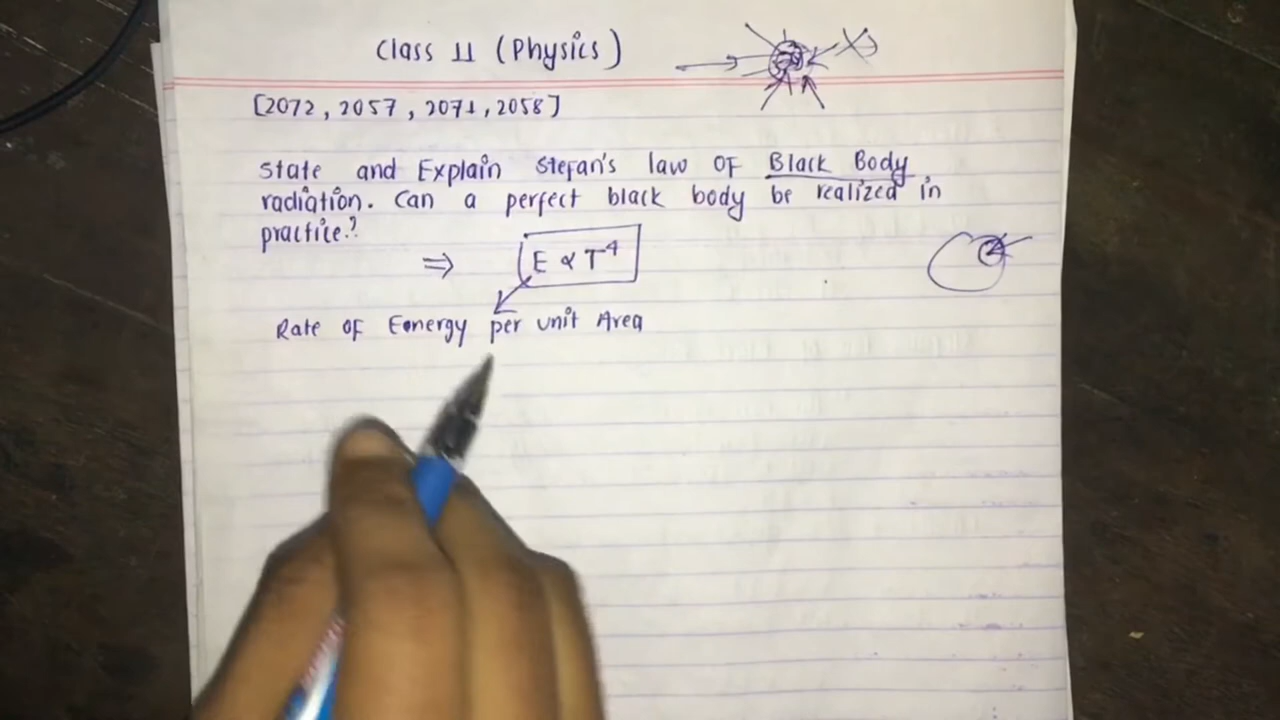 Class 11 (Physics)
[2072, 2057, 2071, 2058]
State and Explain Stefan's law OF Black Body
radiation. Can a perfect black body be realized in
practice.?
⇒ E ∝ T⁴
Rate OF Eenergy per unit Area